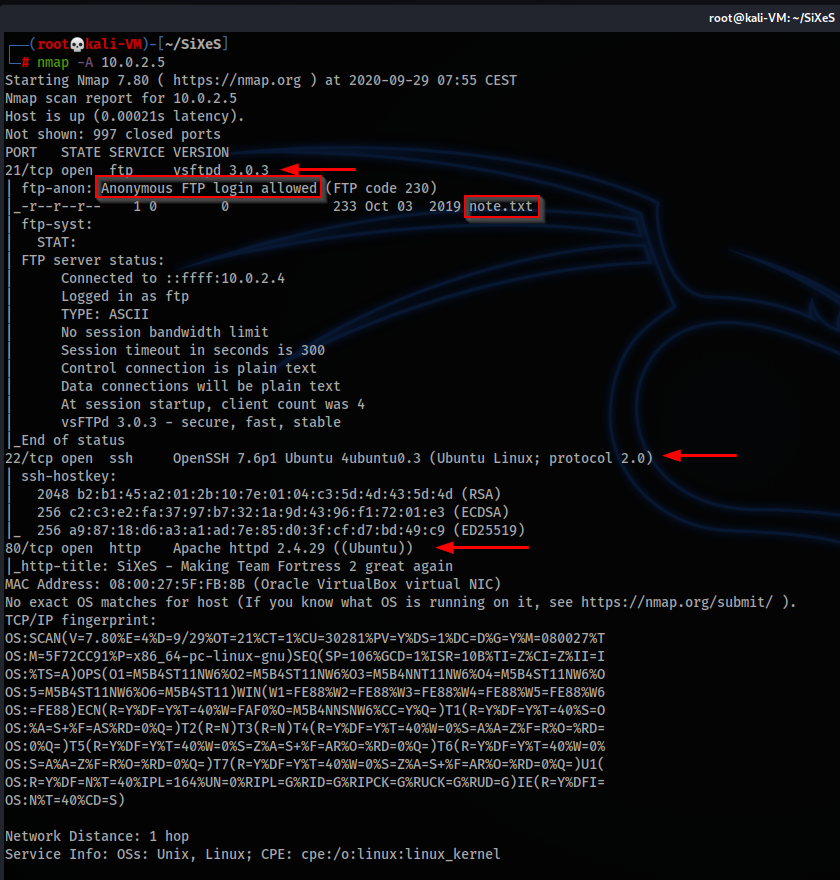 root@kali-VM: ~/SiXeS
(root💀kali-VM)-[~/SiXeS]
# nmap -A 10.0.2.5
Starting Nmap 7.80 ( https://nmap.org ) at 2020-09-29 07:55 CEST
Nmap scan report for 10.0.2.5
Host is up (0.00021s latency).
Not shown: 997 closed ports
PORT   STATE SERVICE VERSION
21/tcp open  ftp     vsftpd 3.0.3
| ftp-anon: Anonymous FTP login allowed (FTP code 230)
|_-r--r--r--    1 0        0             233 Oct 03  2019 note.txt
| ftp-syst:
|   STAT:
| FTP server status:
|      Connected to ::ffff:10.0.2.4
|      Logged in as ftp
|      TYPE: ASCII
|      No session bandwidth limit
|      Session timeout in seconds is 300
|      Control connection is plain text
|      Data connections will be plain text
|      At session startup, client count was 4
|      vsFTPd 3.0.3 - secure, fast, stable
|_End of status
22/tcp open  ssh     OpenSSH 7.6p1 Ubuntu 4ubuntu0.3 (Ubuntu Linux; protocol 2.0)
| ssh-hostkey:
|   2048 b2:b1:45:a2:01:2b:10:7e:01:04:c3:5d:4d:43:5d:4d (RSA)
|   256 c2:c3:e2:fa:37:97:b7:32:1a:9d:43:96:f1:72:01:e3 (ECDSA)
|_  256 a9:87:18:d6:a3:a1:ad:7e:85:d0:3f:cf:d7:bd:49:c9 (ED25519)
80/tcp open  http    Apache httpd 2.4.29 ((Ubuntu))
|_http-title: SiXeS - Making Team Fortress 2 great again
MAC Address: 08:00:27:5F:FB:8B (Oracle VirtualBox virtual NIC)
No exact OS matches for host (If you know what OS is running on it, see https://nmap.org/submit/ ).
TCP/IP fingerprint:
OS:SCAN(V=7.80%E=4%D=9/29%OT=21%CT=1%CU=30281%PV=Y%DS=1%DC=D%G=Y%M=080027%T
OS:M=5F72CC91%P=x86_64-pc-linux-gnu)SEQ(SP=106%GCD=1%ISR=10B%TI=Z%CI=Z%II=I
OS:%TS=A)OPS(O1=M5B4ST11NW6%O2=M5B4ST11NW6%O3=M5B4NNT11NW6%O4=M5B4ST11NW6%O
OS:5=M5B4ST11NW6%O6=M5B4ST11)WIN(W1=FE88%W2=FE88%W3=FE88%W4=FE88%W5=FE88%W6
OS:=FE88)ECN(R=Y%DF=Y%T=40%W=FAF0%O=M5B4NNSNW6%CC=Y%Q=)T1(R=Y%DF=Y%T=40%S=O
OS:%A=S+%F=AS%RD=0%Q=)T2(R=N)T3(R=N)T4(R=Y%DF=Y%T=40%W=0%S=A%A=Z%F=R%O=%RD=
OS:0%Q=)T5(R=Y%DF=Y%T=40%W=0%S=Z%A=S+%F=AR%O=%RD=0%Q=)T6(R=Y%DF=Y%T=40%W=0%
OS:S=A%A=Z%F=R%O=%RD=0%Q=)T7(R=Y%DF=Y%T=40%W=0%S=Z%A=S+%F=AR%O=%RD=0%Q=)U1(
OS:R=Y%DF=N%T=40%IPL=164%UN=0%RIPL=G%RID=G%RIPCK=G%RUCK=G%RUD=G)IE(R=Y%DFI=
OS:N%T=40%CD=S)
Network Distance: 1 hop
Service Info: OSs: Unix, Linux; CPE: cpe:/o:linux:linux_kernel